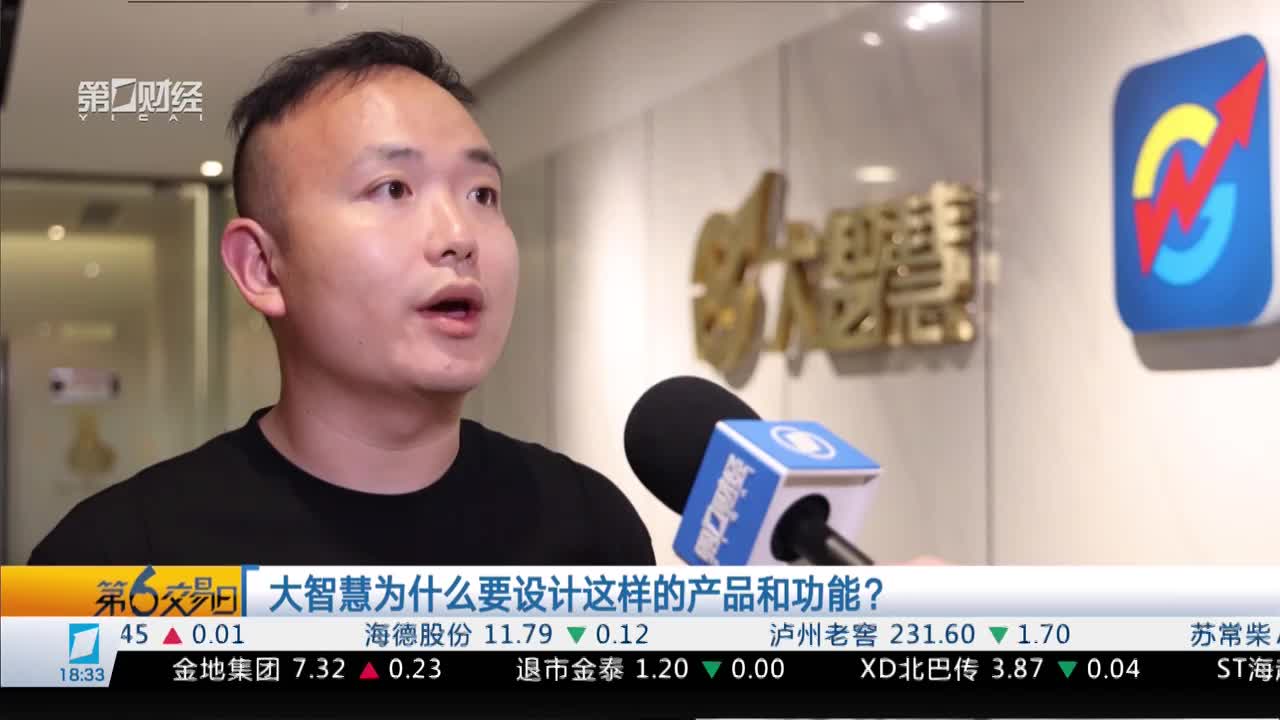 第一财经
YICAI
大智慧
第6交易日
大智慧为什么要设计这样的产品和功能？
45 ▲ 0.01 海德股份 11.79 ▼ 0.12 泸州老窖 231.60 ▼ 1.70 苏常柴
18:33
金地集团 7.32 ▲ 0.23 退市金泰 1.20 ▼ 0.00 XD北巴传 3.87 ▼ 0.04 ST海